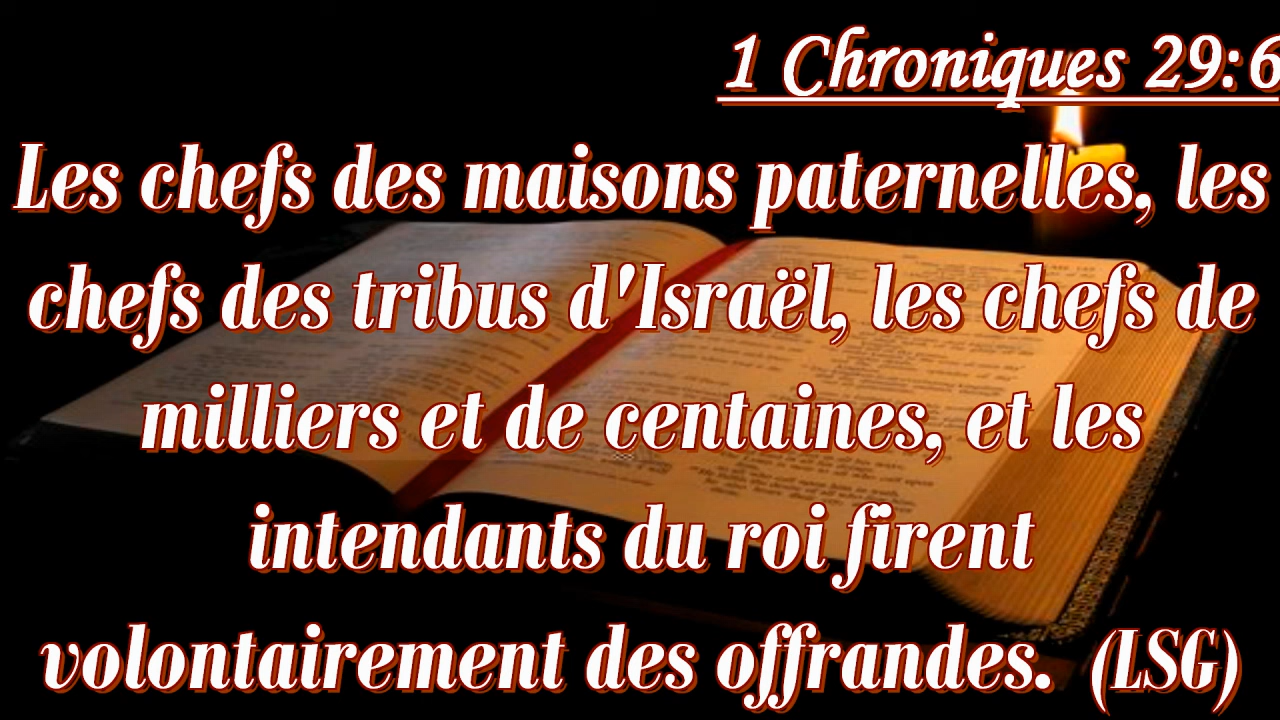 1 Chroniques 29:6
Les chefs des maisons paternelles, les
chefs des tribus d'Israël, les chefs de
milliers et de centaines, et les
intendants du roi firent
volontairement des offrandes. (LSG)